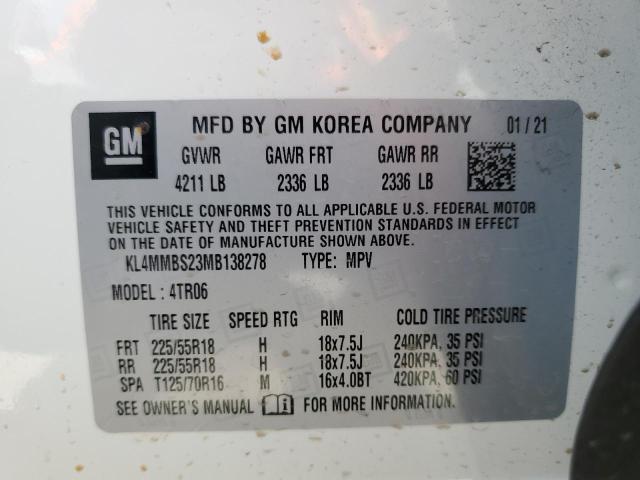 GM MFD BY GM KOREA COMPANY 01 / 21
GVWR GAWR FRT GAWR RR
4211 LB 2336 LB 2336 LB
THIS VEHICLE CONFORMS TO ALL APPLICABLE U.S. FEDERAL MOTOR
VEHICLE SAFETY AND THEFT PREVENTION STANDARDS IN EFFECT
ON THE DATE OF MANUFACTURE SHOWN ABOVE.
KL4MMBS23MB138278 TYPE: MPV
MODEL : 4TR06
TIRE SIZE SPEED RTG RIM COLD TIRE PRESSURE
FRT 225/55R18 H 18x7.5J 240KPA, 35 PSI
RR 225/55R18 H 18x7.5J 240KPA, 35 PSI
SPA T125/70R16 M 16x4.0BT 420KPA, 60 PSI
SEE OWNER'S MANUAL FOR MORE INFORMATION.